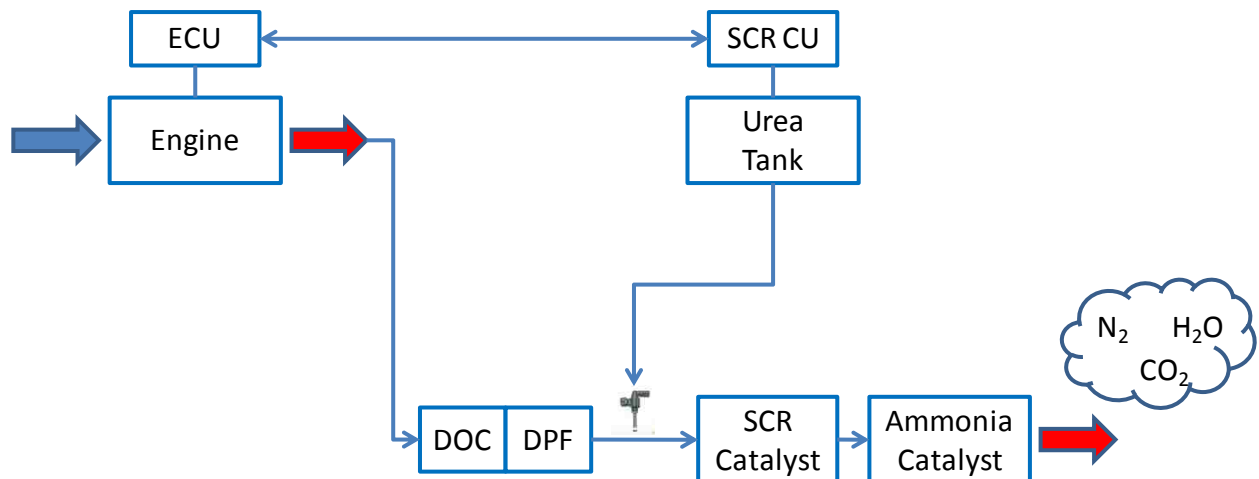 ECU
SCR CU
Engine
Urea
Tank
N₂
H₂O
CO₂
DOC
DPF
SCR
Catalyst
Ammonia
Catalyst